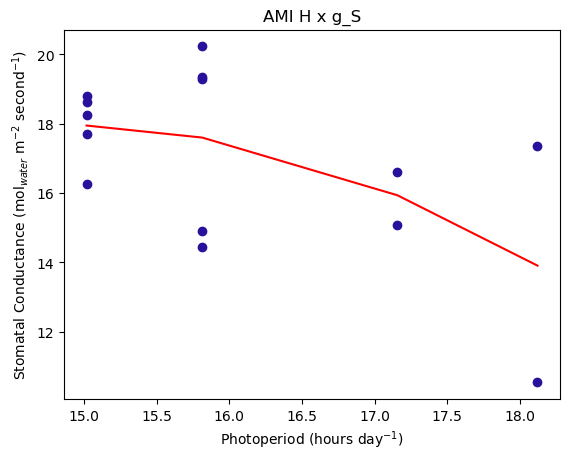 AMI H x g_S
Stomatal Conductance (mol_{water} m^{−2} second^{−1})
20
18
16
14
12
15.0 15.5 16.0 16.5 17.0 17.5 18.0
Photoperiod (hours day^{−1})